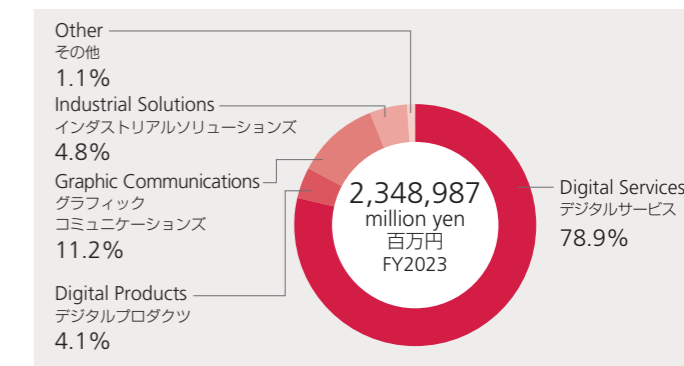 Other
その他
1.1%
Industrial Solutions
インダストリアルソリューションズ
4.8%
Graphic Communications
グラフィック
コミュニケーションズ
11.2%
Digital Products
デジタルプロダクツ
4.1%
2,348,987
million yen
百万円
FY2023
Digital Services
デジタルサービス
78.9%